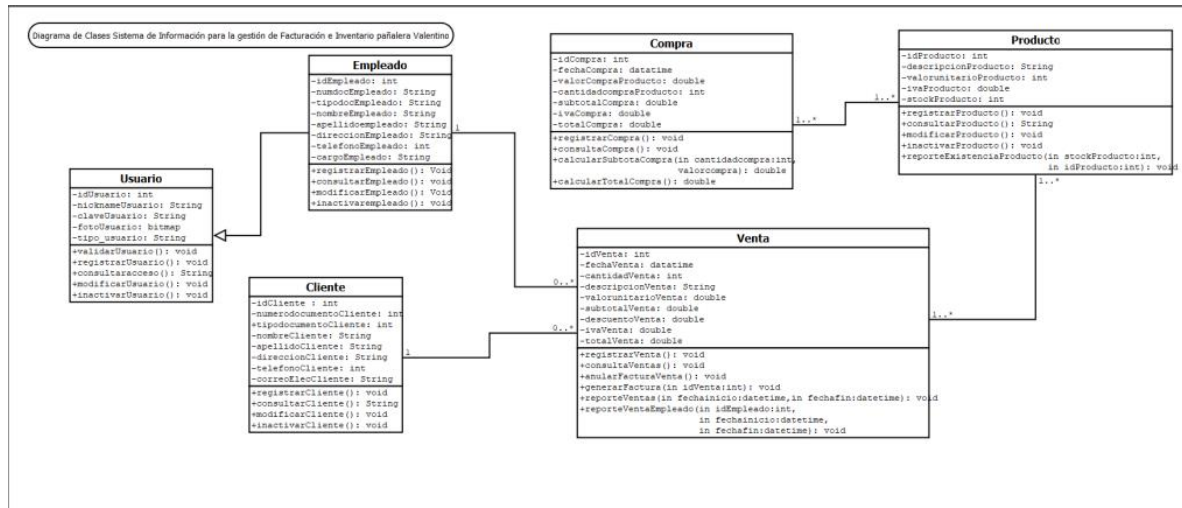 Diagrama de Clases Sistema de Información para la gestión de Facturación e Inventario pañalera Valentino
Empleado
-idEmpleado: int
-numdocEmpleado: String
-tipodocEmpleado: String
-nombreEmpleado: String
-apellidoempleado: String
-direccionEmpleado: String
-telefonoEmpleado: int
-cargoEmpleado: String
+registrarEmpleado(): Void
+consultarEmpleado(): void
+modificarEmpleado(): Void
+inactivarempleado(): void
1
Usuario
-idUsuario: int
-nicknameUsuario: String
-claveUsuario: String
-fotoUsuario: bitmap
-tipo_usuario: String
+validarUsuario(): void
+registrarUsuario(): void
+consultaracceso(): String
+modificarUsuario(): void
+inactivarUsuario(): void
Cliente
-idCliente : int
-numerodocumentoCliente: int
+tipodocumentoCliente: int
-nombreCliente: String
-apellidoCliente: String
-direccionCliente: String
-telefonoCliente: int
-correoElecCliente: String
+registrarCliente(): void
+consultarCliente(): String
+modificarCliente(): void
+inactivarCliente(): void
1
Compra
-idCompra: int
-fechaCompra: datatime
-valorCompraProducto: double
-cantidadcompraProducto: int
-subtotalCompra: double
-ivaCompra: double
-totalCompra: double
+registrarCompra(): void
+consultaCompra(): void
+calcularSubtotaCompra(in cantidadcompra:int,
valorcompra): double
+calcularTotalCompra(): double
1..*
1..*
Producto
-idProducto: int
-descripcionProducto: String
-valorunitarioProducto: int
-ivaProducto: double
-stockProducto: int
+registrarProducto(): void
+consultarProducto(): String
+modificarProducto(): void
+inactivarProducto(): void
+reporteExistenciaProducto(in stockProducto:int,
in idProducto:int): void
1..*
Venta
-idVenta: int
-fechaVenta: datatime
-cantidadVenta: int
-descripcionVenta: String
-valorunitarioVenta: double
-subtotalVenta: double
-descuentoVenta: double
-ivaVenta: double
-totalVenta: double
+registrarVenta(): void
+consultaVentas(): void
+anularFacturaVenta(): void
+generarFactura(in idVenta:int): void
+reporteVentas(in fechainicio:datetime,in fechafin:datetime): void
+reporteVentaEmpleado(in idEmpleado:int,
in fechainicio:datetime,
in fechafin:datetime): void
0..*
0..*
1..*